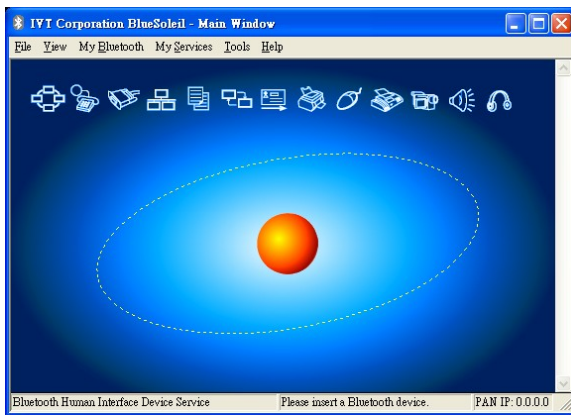 IVT Corporation BlueSoleil - Main Window
File View My Bluetooth My Services Tools Help
Bluetooth Human Interface Device Service Please insert a Bluetooth device. PAN IP: 0.0.0.0